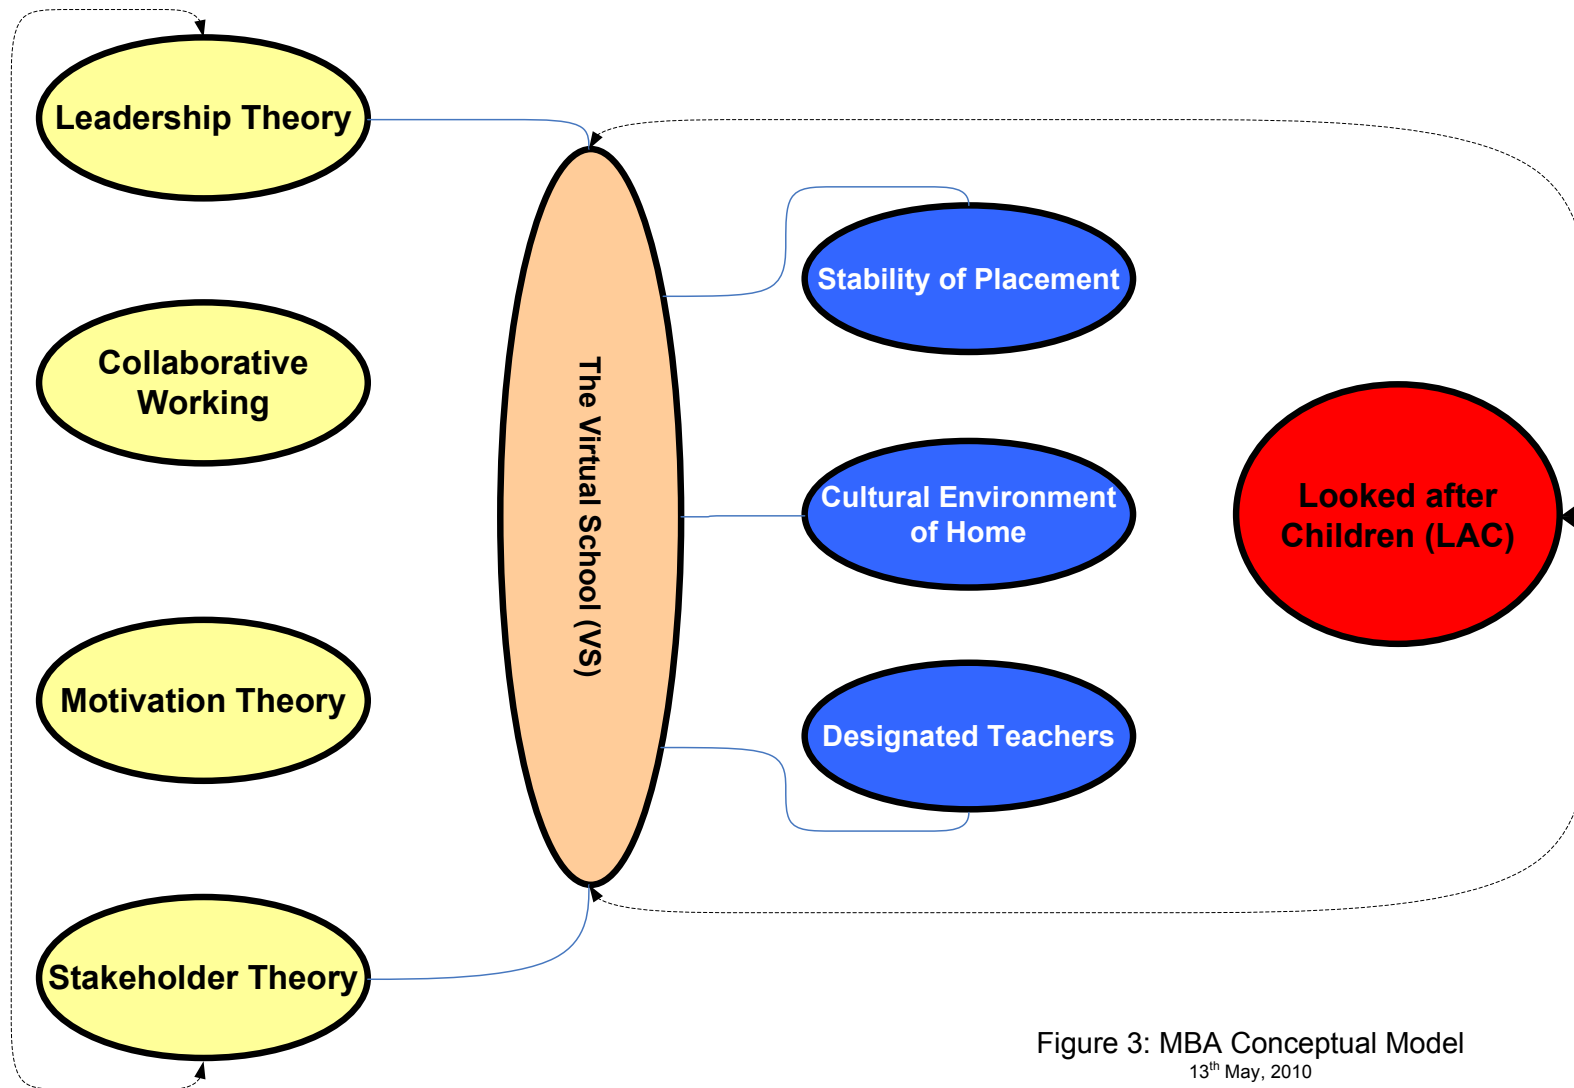 Leadership Theory
Collaborative
Working
Motivation Theory
Stakeholder Theory
The Virtual School (VS)
Stability of Placement
Cultural Environment
of Home
Designated Teachers
Looked after
Children (LAC)
Figure 3: MBA Conceptual Model
13th May, 2010